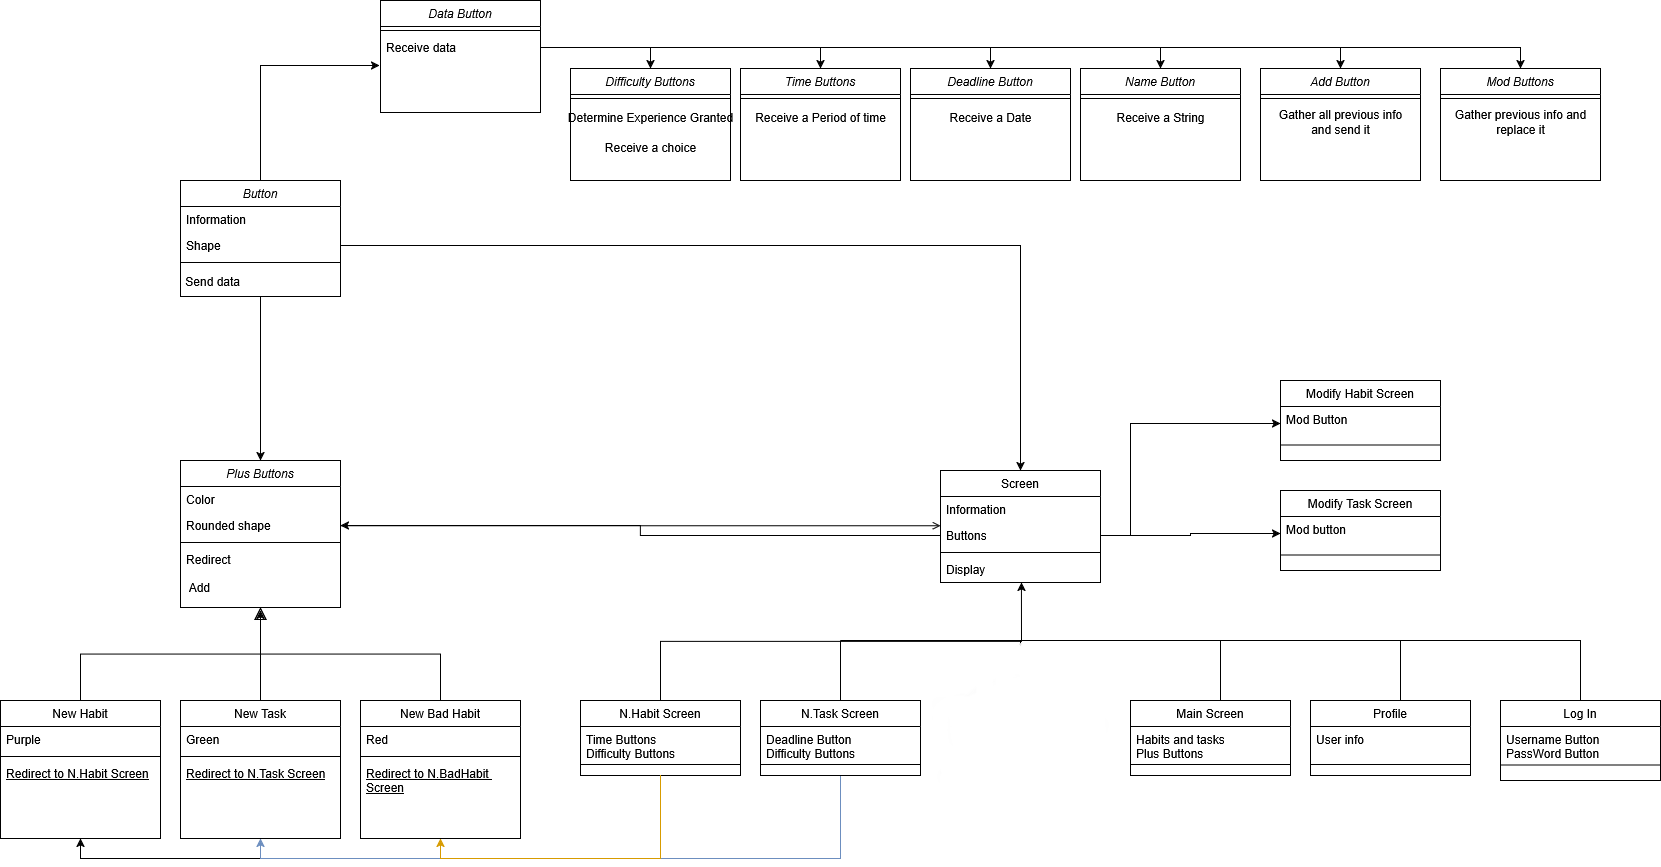 Data Button
Receive data
Difficulty Buttons
Determine Experience Granted
Receive a choice
Time Buttons
Receive a Period of time
Deadline Button
Receive a Date
Name Button
Receive a String
Add Button
Gather all previous info
and send it
Mod Buttons
Gather previous info and
replace it
Button
Information
Shape
Send data
Plus Buttons
Color
Rounded shape
Redirect
Add
Screen
Information
Buttons
Display
Modify Habit Screen
Mod Button
Modify Task Screen
Mod button
New Habit
Purple
Redirect to N.Habit Screen
New Task
Green
Redirect to N.Task Screen
New Bad Habit
Red
Redirect to N.BadHabit
Screen
N.Habit Screen
Time Buttons
Difficulty Buttons
N.Task Screen
Deadline Button
Difficulty Buttons
Main Screen
Habits and tasks
Plus Buttons
Profile
User info
Log In
Username Button
PassWord Button